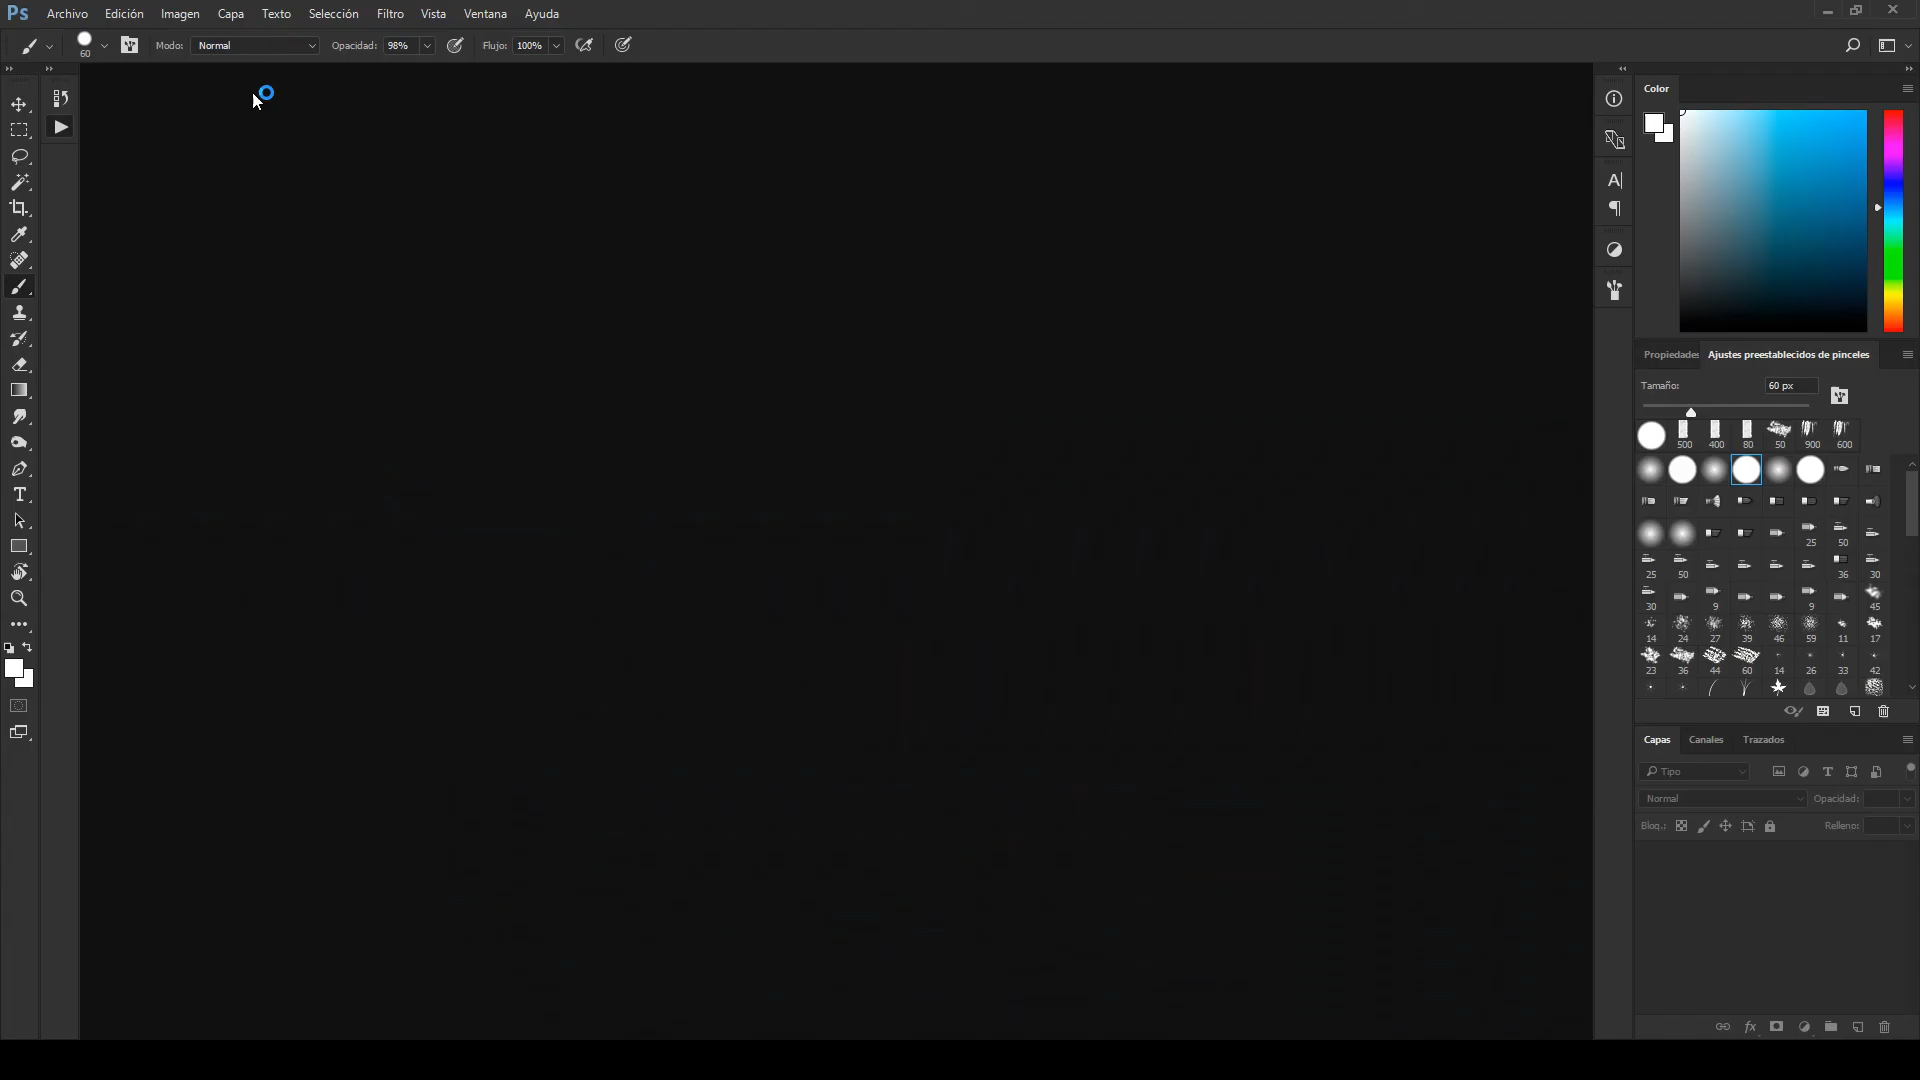 Ps Archivo Edición Imagen Capa Texto Selección Filtro Vista Ventana Ayuda
60 Modo: Normal Opacidad: 98% Flujo: 100%
Color
Propiedades Ajustes preestablecidos de pinceles
Tamaño: 60 px
500 400 80 50 900 600
25 50
25 50 36 30
30 9 9 45
14 24 27 39 46 59 11 17
23 36 44 60 14 26 33 42
Capas Canales Trazados
Tipo
Normal Opacidad:
Bloq.: Relleno: